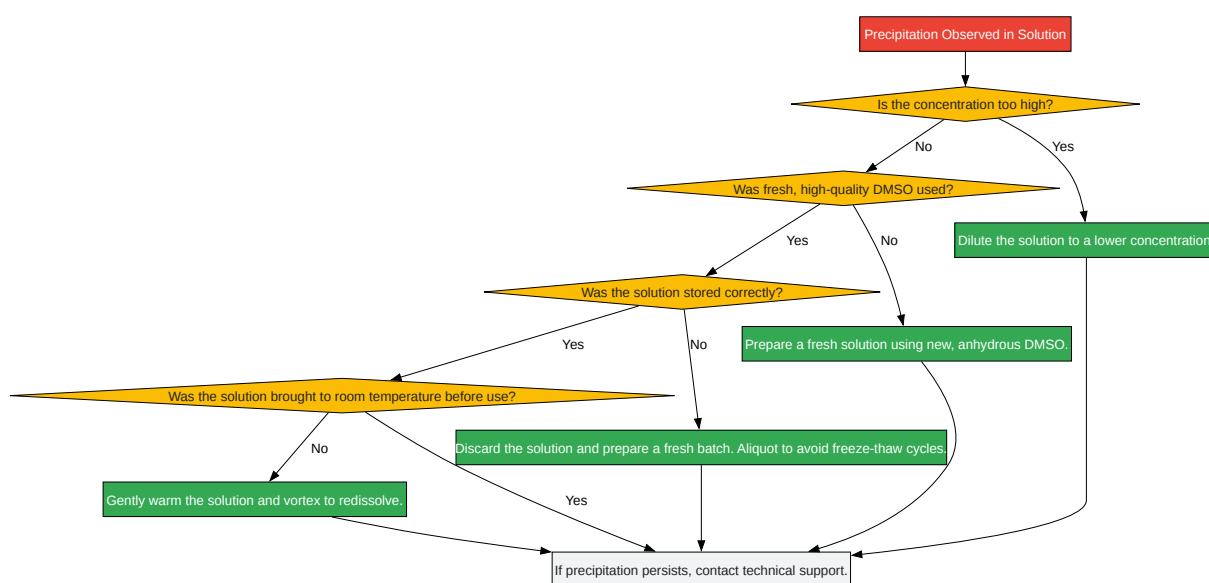 Precipitation Observed in Solution
Is the concentration too high?
No
Yes
Was fresh, high-quality DMSO used?
Yes
No
Dilute the solution to a lower concentration
Was the solution stored correctly?
Yes
No
Prepare a fresh solution using new, anhydrous DMSO.
Was the solution brought to room temperature before use?
No
Discard the solution and prepare a fresh batch. Aliquot to avoid freeze-thaw cycles.
Gently warm the solution and vortex to redissolve.
Yes
If precipitation persists, contact technical support.